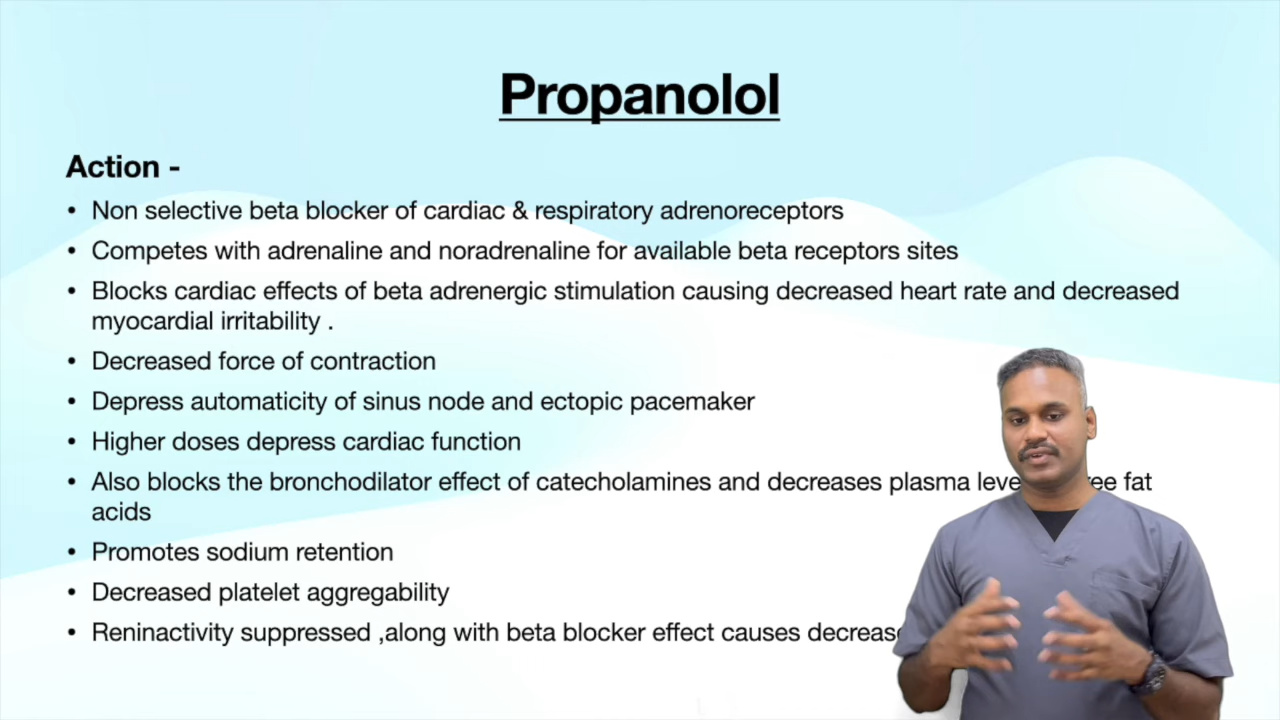 Propanolol
Action -
• Non selective beta blocker of cardiac & respiratory adrenoreceptors
• Competes with adrenaline and noradrenaline for available beta receptors sites
• Blocks cardiac effects of beta adrenergic stimulation causing decreased heart rate and decreased
myocardial irritability .
• Decreased force of contraction
• Depress automaticity of sinus node and ectopic pacemaker
• Higher doses depress cardiac function
• Also blocks the bronchodilator effect of catecholamines and decreases plasma fat
acids
• Promotes sodium retention
• Decreased platelet aggregability
• Reninactivity suppressed ,along with beta blocker effect causes